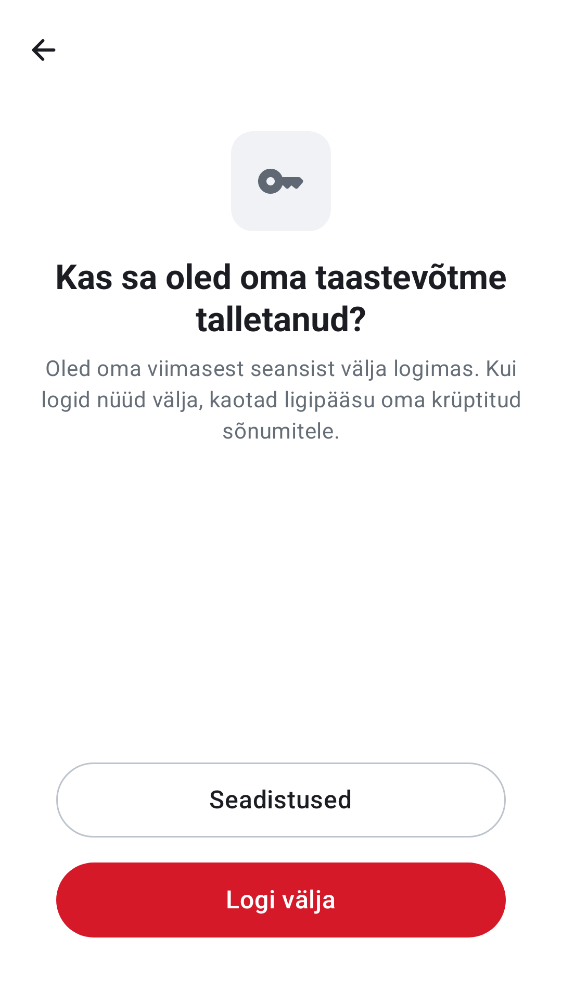 Kas sa oled oma taastevõtme
talletanud?
Oled oma viimasest seansist välja logimas. Kui
logid nüüd välja, kaotad ligipääsu oma krüptitud
sõnumitele.
Seadistused
Logi välja